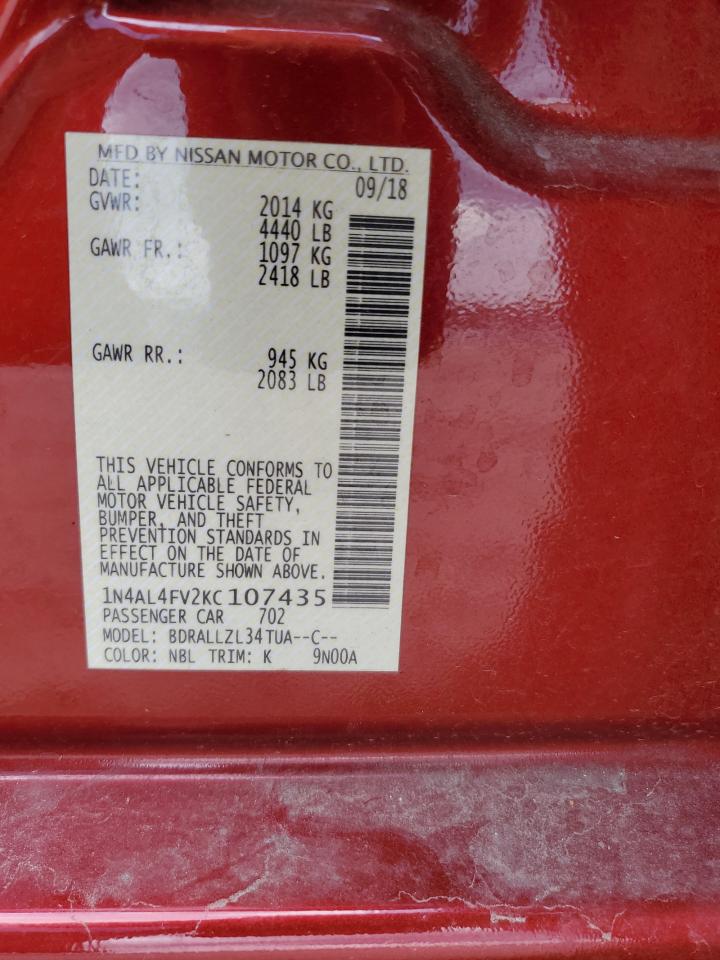 MFD BY NISSAN MOTOR CO., LTD.
DATE: 09/18
GVWR: 2014 KG
4440 LB
GAWR FR.: 1097 KG
2418 LB
GAWR RR.: 945 KG
2083 LB
THIS VEHICLE CONFORMS TO
ALL APPLICABLE FEDERAL
MOTOR VEHICLE SAFETY,
BUMPER, AND THEFT
PREVENTION STANDARDS IN
EFFECT ON THE DATE OF
MANUFACTURE SHOWN ABOVE.
1N4AL4FV2KC107435
PASSENGER CAR 702
MODEL: BDRALLZL34TUA--C--
COLOR: NBL TRIM: K 9N00A